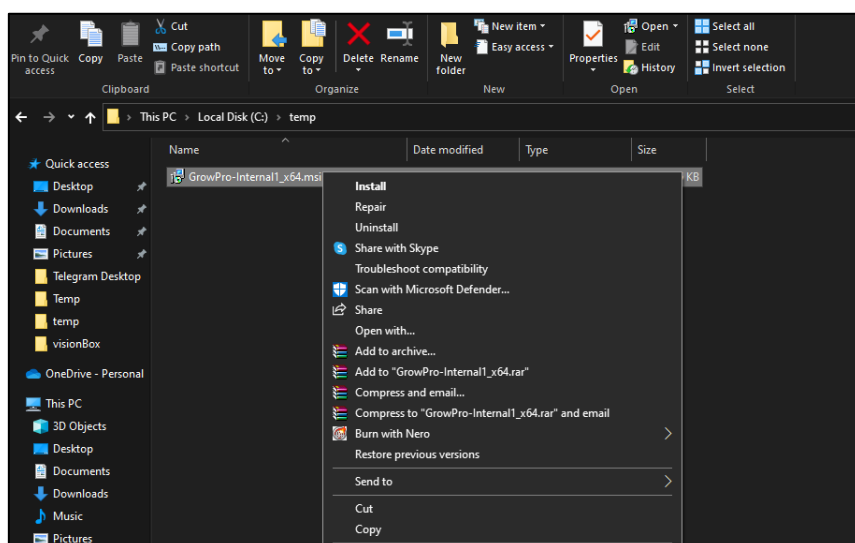 Pin to Quick access
Copy
Paste
Cut
Copy path
Paste shortcut
Clipboard
Move to
Copy to
Delete
Rename
Organize
New folder
New item
Easy access
New
Properties
Open
Edit
History
Open
Select all
Select none
Invert selection
Select
This PC > Local Disk (C:) > temp
Name
Date modified
Type
Size
Quick access
Desktop
Downloads
Documents
Pictures
Telegram Desktop
Temp
temp
visionBox
OneDrive - Personal
This PC
3D Objects
Desktop
Documents
Downloads
Music
Pictures
GrowPro-Internal1_x64.msi
KB
Install
Repair
Uninstall
Share with Skype
Troubleshoot compatibility
Scan with Microsoft Defender...
Share
Open with...
Add to archive...
Add to "GrowPro-Internal1_x64.rar"
Compress and email...
Compress to "GrowPro-Internal1_x64.rar" and email
Burn with Nero
Restore previous versions
Send to
Cut
Copy